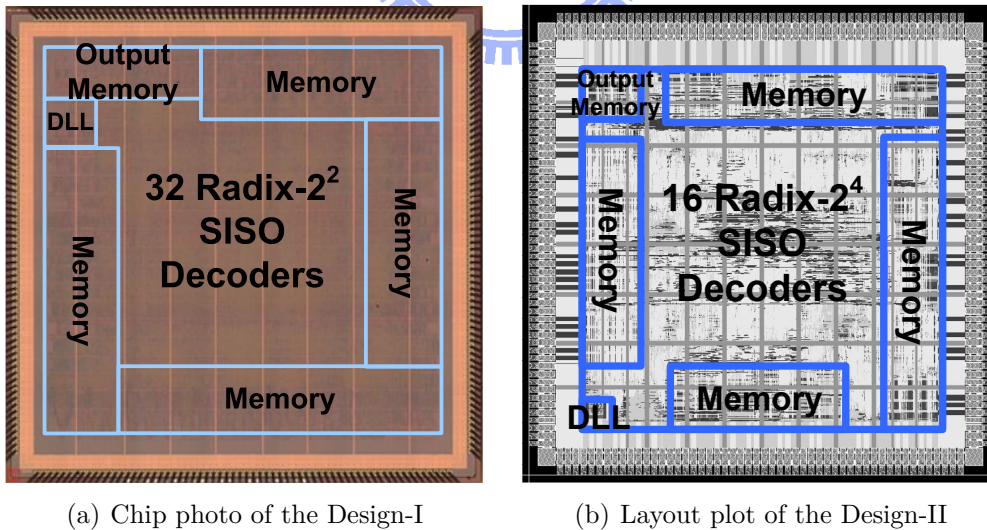 Output
Memory
Memory
DLL
32 Radix-2²
SISO
Decoders
Memory
Memory
Memory
(a) Chip photo of the Design-I
Output
Memory
Memory
16 Radix-2⁴
SISO
Decoders
Memory
Memory
Memory
DLL
(b) Layout plot of the Design-II